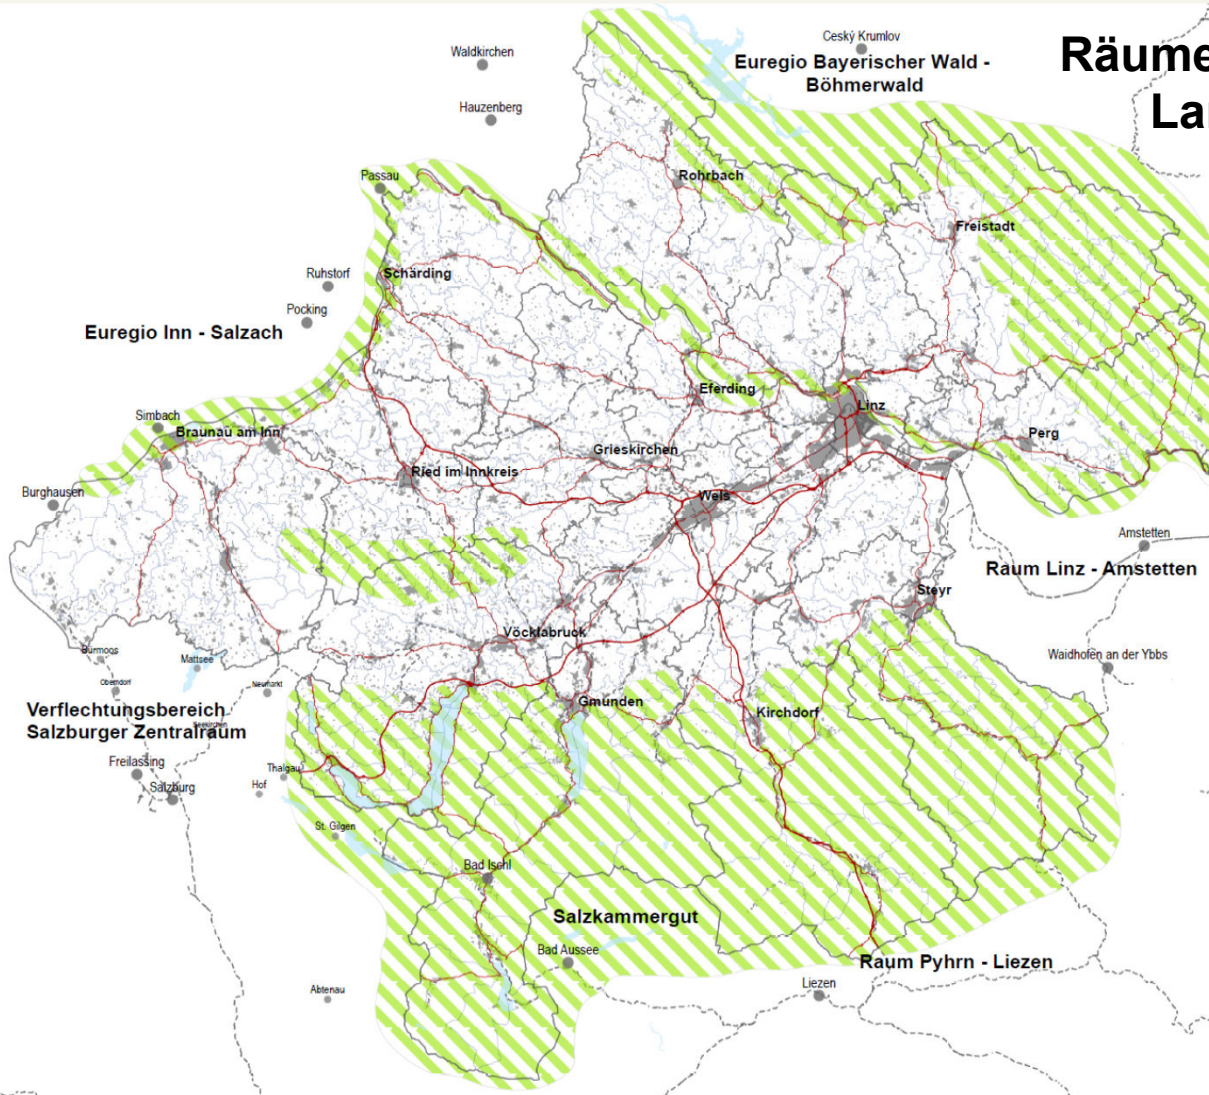 Ceský Krumlov
Räume
Lar
Euregio Bayerischer Wald -
Böhmerwald
Waldkirchen
Hauzenberg
Passau
Rohrbach
Freistadt
Schärding
Ruhstorf
Pocking
Euregio Inn - Salzach
Eferding
Linz
Simbach
Braunau am Inn
Perg
Grieskirchen
Ried im Innkreis
Burghausen
Wels
Amstetten
Raum Linz - Amstetten
Steyr
Vöcklabruck
Bürmoos
Mattsee
Waidhofen an der Ybbs
Oberndorf
Neumarkt
Gmunden
Kirchdorf
Verflechtungsbereich
Seekirchen
Salzburger Zentralraum
Freilassing
Thalgau
Salzburg
Hof
St. Gilgen
Bad Ischl
Salzkammergut
Bad Aussee
Raum Pyhrn - Liezen
Liezen
Abtenau